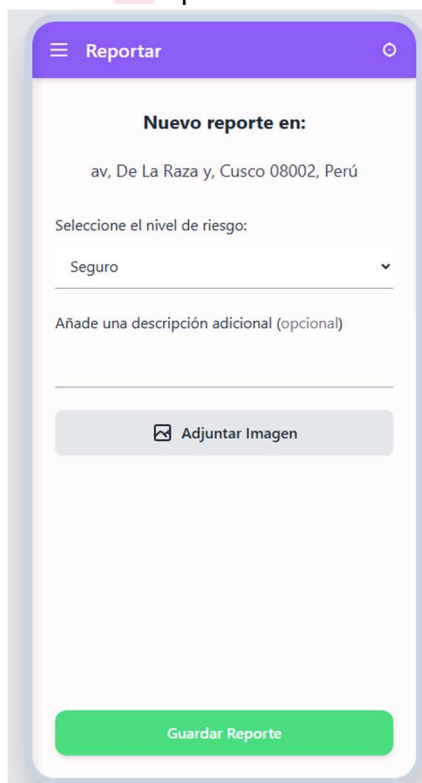 Reportar
Nuevo reporte en:
av, De La Raza y, Cusco 08002, Perú
Seleccione el nivel de riesgo:
Seguro
Añade una descripción adicional (opcional)
Adjuntar Imagen
Guardar Reporte